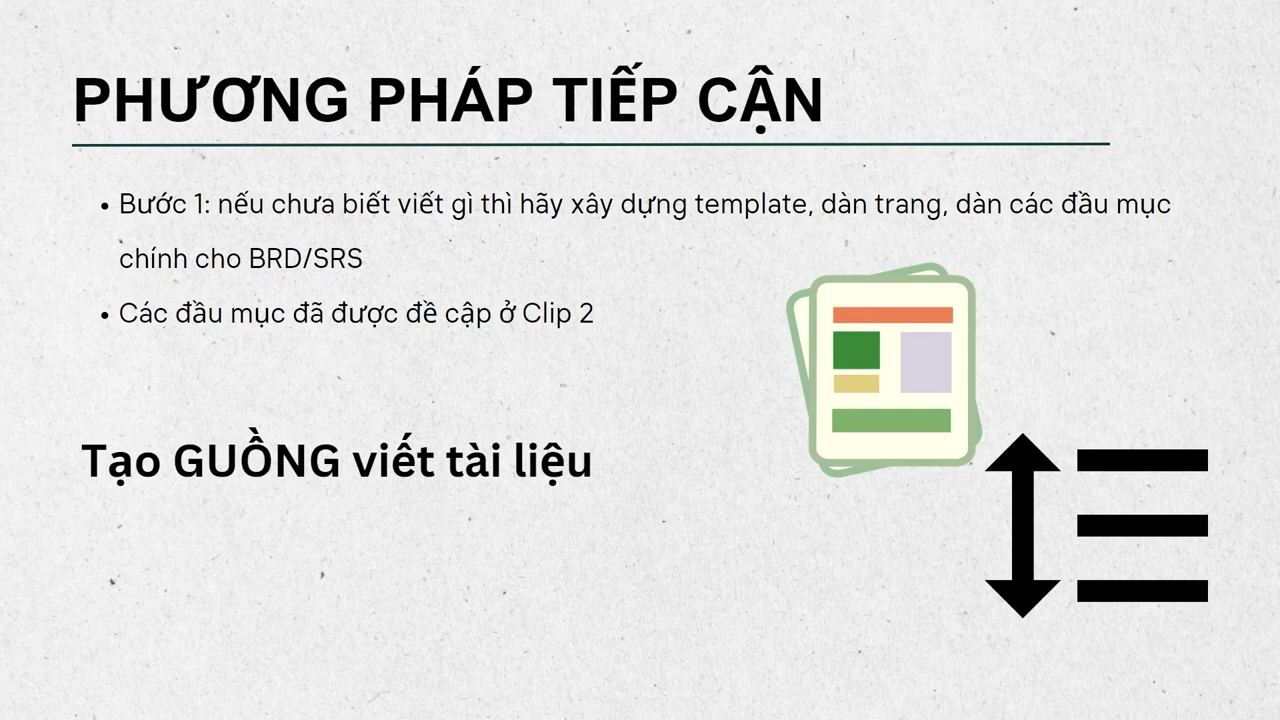 PHƯƠNG PHÁP TIẾP CẬN
• Bước 1: nếu chưa biết viết gì thì hãy xây dựng template, dàn trang, dàn các đầu mục
chính cho BRD/SRS
• Các đầu mục đã được đề cập ở Clip 2
Tạo GUỒNG viết tài liệu